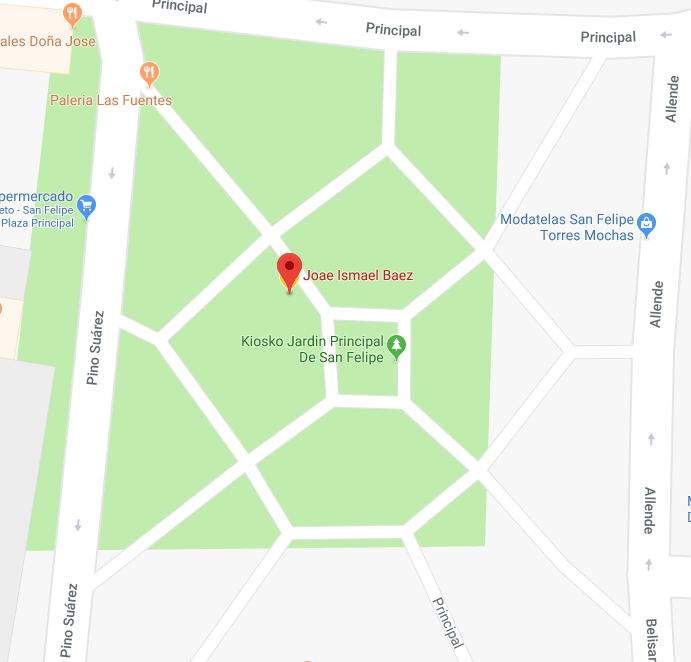 Principal
Principal
Principal
ales Doña Jose
Paleria Las Fuentes
Allende
permercado
eto - San Felipe
Plaza Principal
Modatelas San Felipe
Torres Mochas
Joae Ismael Baez
Allende
Pino Suárez
Kiosko Jardin Principal
De San Felipe
Allende
Pino Suárez
Principal
Belisar